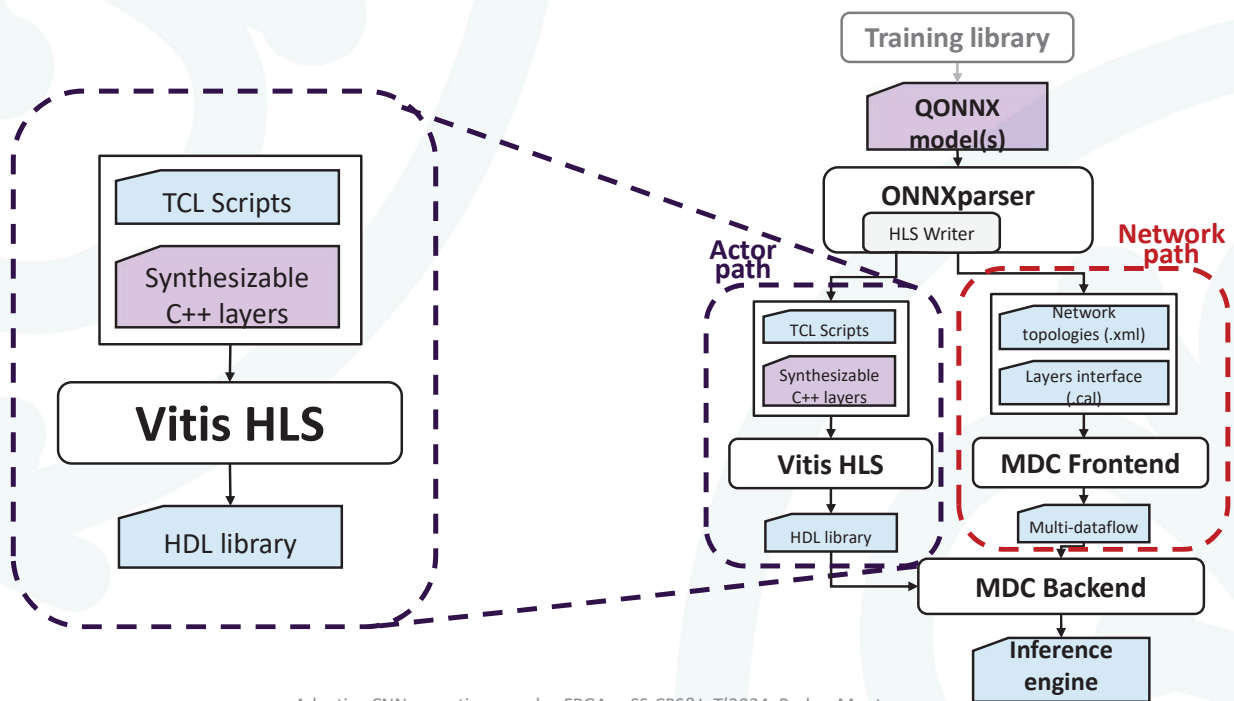 Training library
QONNX
model(s)
ONNXparser
HLS Writer
Actor
path
Network
path
TCL Scripts
Synthesizable
C++ layers
Vitis HLS
HDL library
TCL Scripts
Synthesizable
C++ layers
Vitis HLS
HDL library
Network
topologies (.xml)
Layers interface
(.cal)
MDC Frontend
Multi-dataflow
MDC Backend
Inference
engine